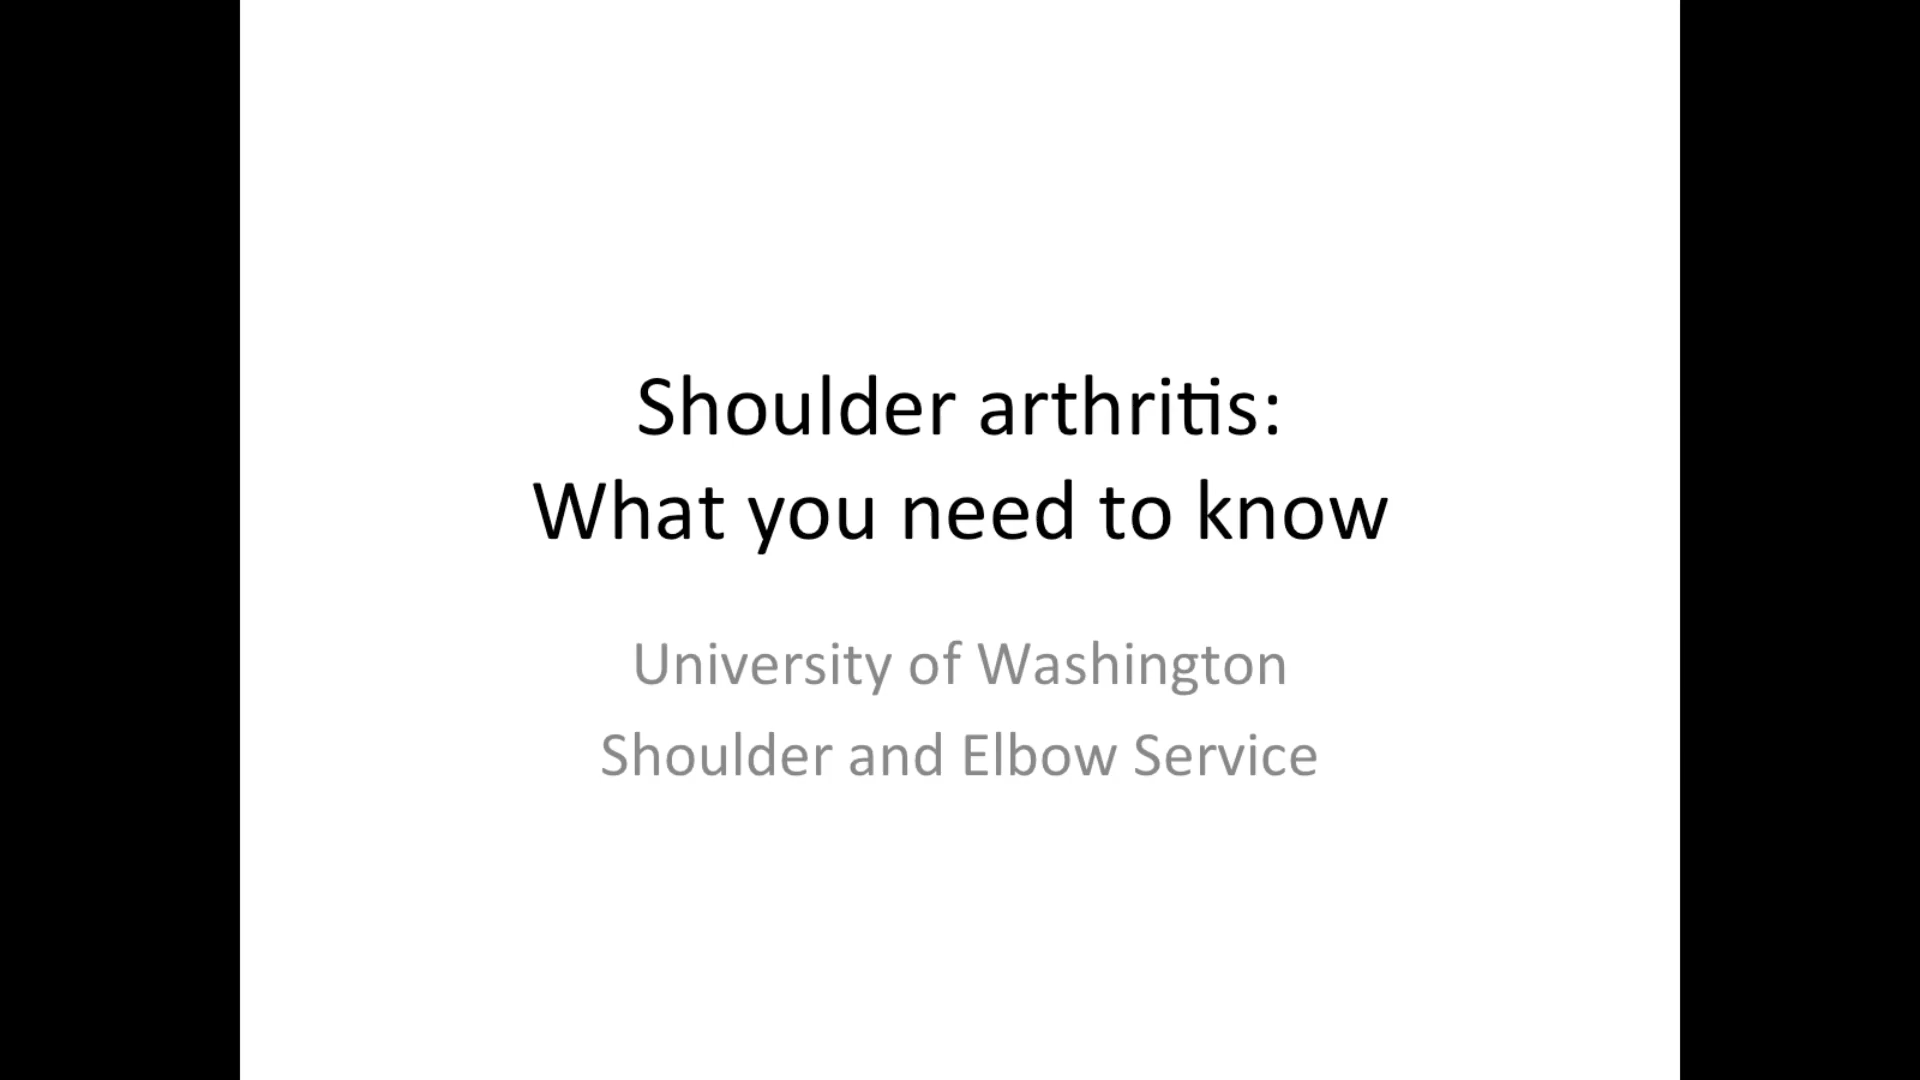 Shoulder arthritis:
What you need to know
University of Washington
Shoulder and Elbow Service